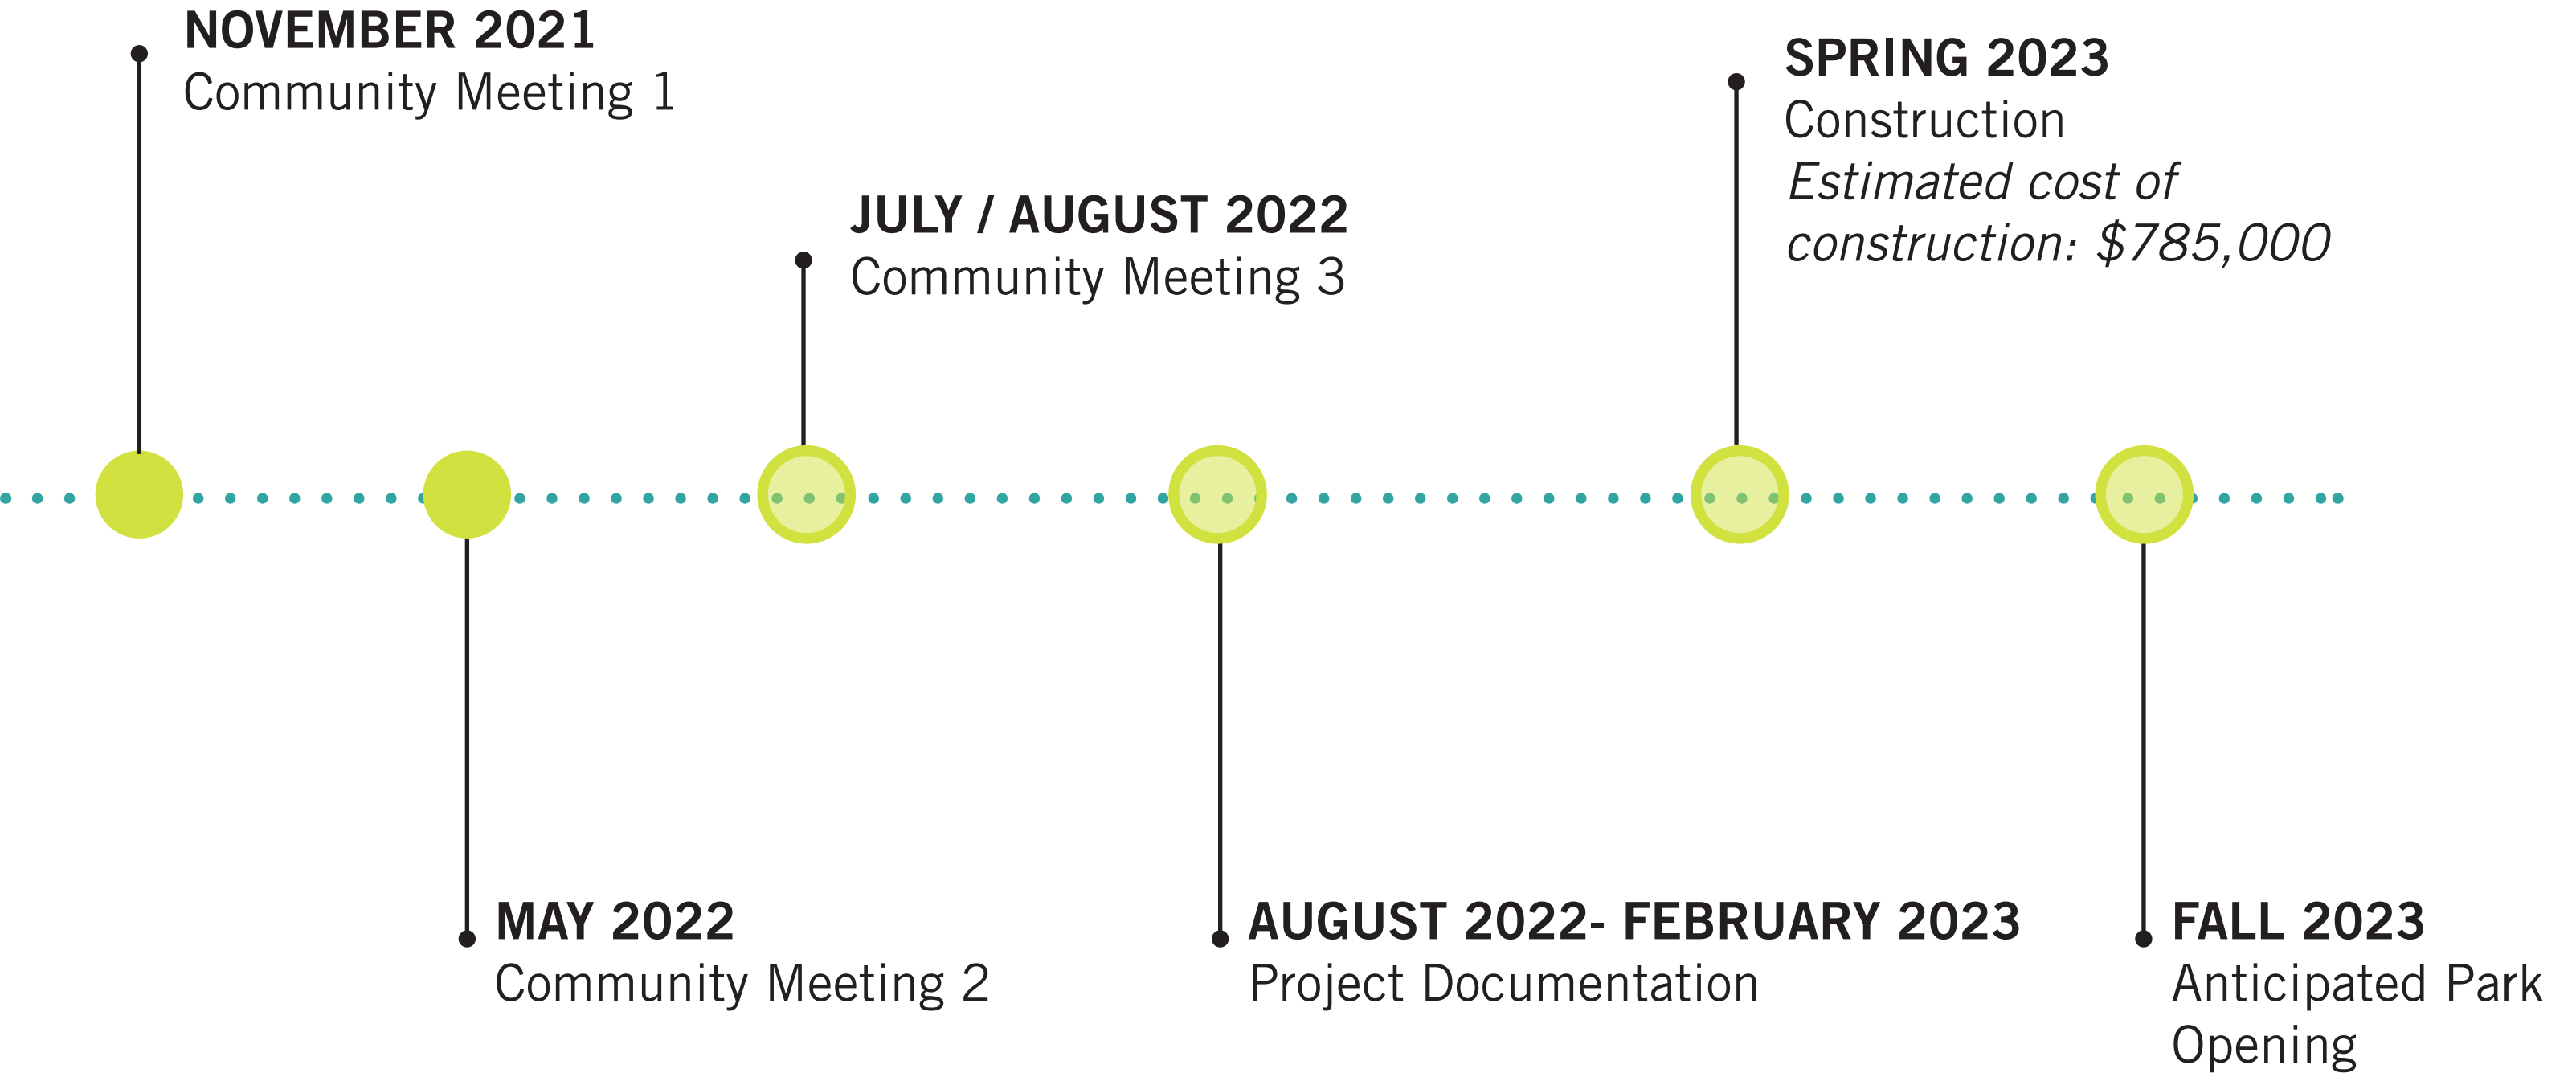 NOVEMBER 2021
Community Meeting 1
MAY 2022
Community Meeting 2
JULY / AUGUST 2022
Community Meeting 3
AUGUST 2022- FEBRUARY 2023
Project Documentation
SPRING 2023
Construction
Estimated cost of
construction: $785,000
FALL 2023
Anticipated Park
Opening